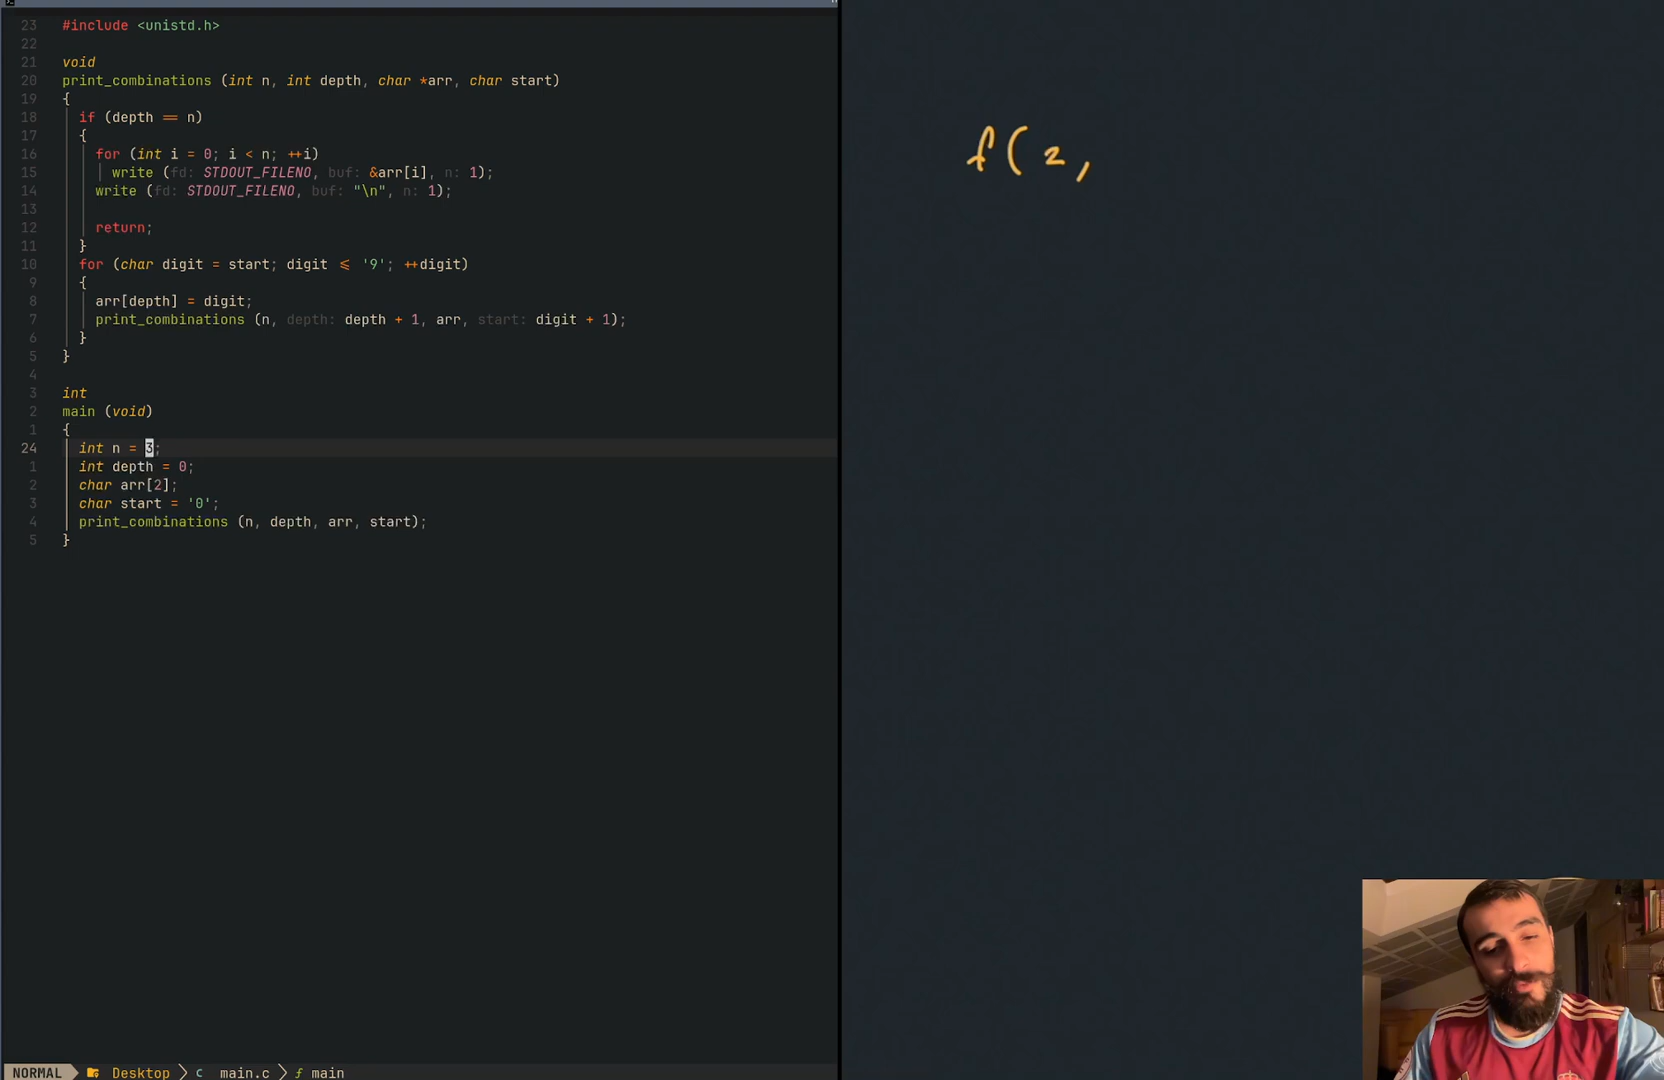 23 #include <unistd.h>
22
21 void
20 print_combinations (int n, int depth, char *arr, char start)
19 {
18 if (depth == n)
17 {
16 for (int i = 0; i < n; ++i)
15 write (fd: STDOUT_FILENO, buf: &arr[i], n: 1);
14 write (fd: STDOUT_FILENO, buf: "\n", n: 1);
13
12 return;
11 }
10 for (char digit = start; digit <= '9'; ++digit)
9 {
8 arr[depth] = digit;
7 print_combinations (n, depth: depth + 1, arr, start: digit + 1);
6 }
5 }
4
3 int
2 main (void)
1 {
24 int n = 3;
1 int depth = 0;
2 char arr[2];
3 char start = '0';
4 print_combinations (n, depth, arr, start);
5 }
f(2,
NORMAL Desktop C main.c f main